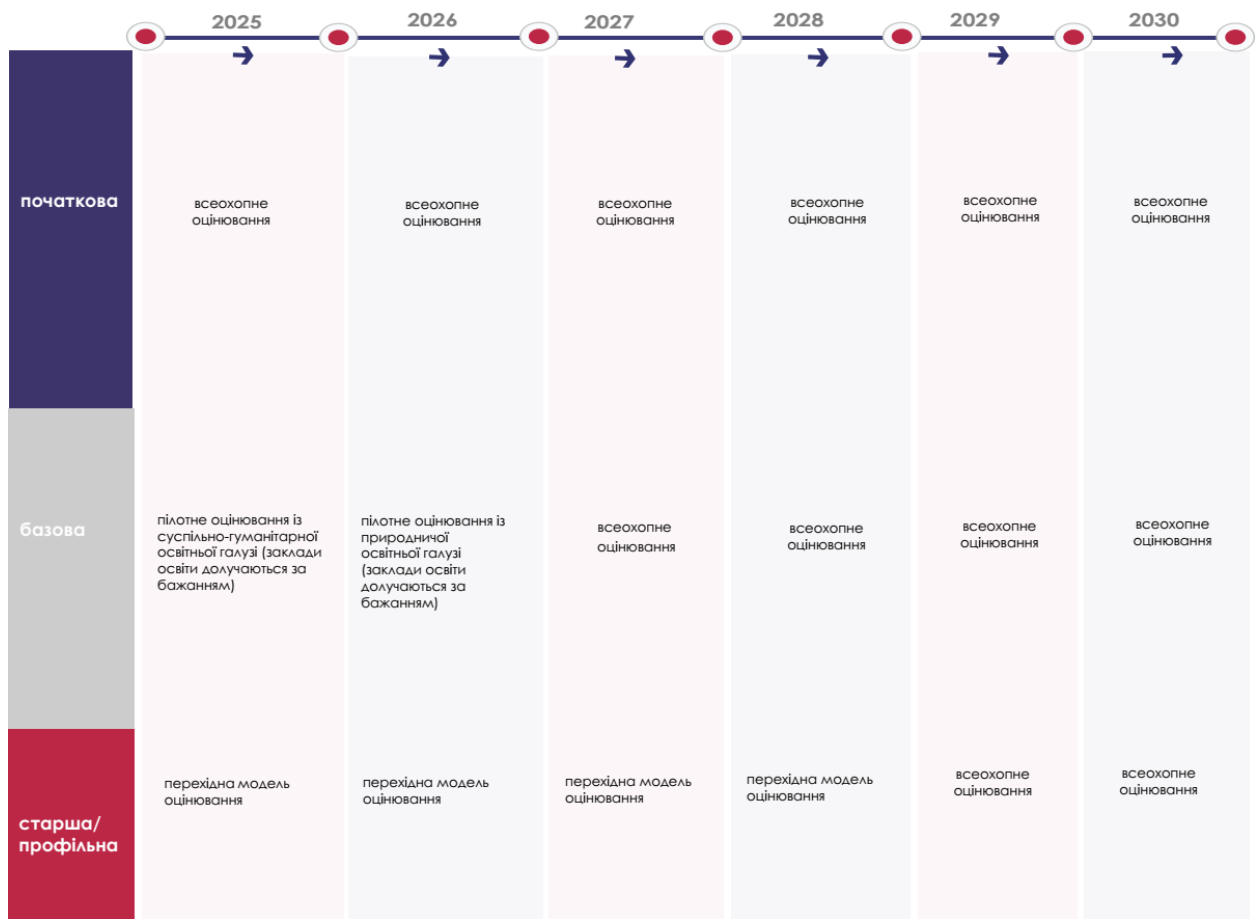 2025 2026 2027 2028 2029 2030
початкова
всеохопне
оцінювання
всеохопне
оцінювання
всеохопне
оцінювання
всеохопне
оцінювання
всеохопне
оцінювання
всеохопне
оцінювання
базова
пілотне оцінювання із
суспільно-гуманітарної
освітньої галузі (заклади
освіти долучаються за
бажанням)
пілотне оцінювання із
природничої
освітньої галузі
(заклади освіти
долучаються за
бажанням)
всеохопне
оцінювання
всеохопне
оцінювання
всеохопне
оцінювання
всеохопне
оцінювання
старша/
профільна
перехідна модель
оцінювання
перехідна модель
оцінювання
перехідна модель
оцінювання
перехідна модель
оцінювання
всеохопне
оцінювання
всеохопне
оцінювання